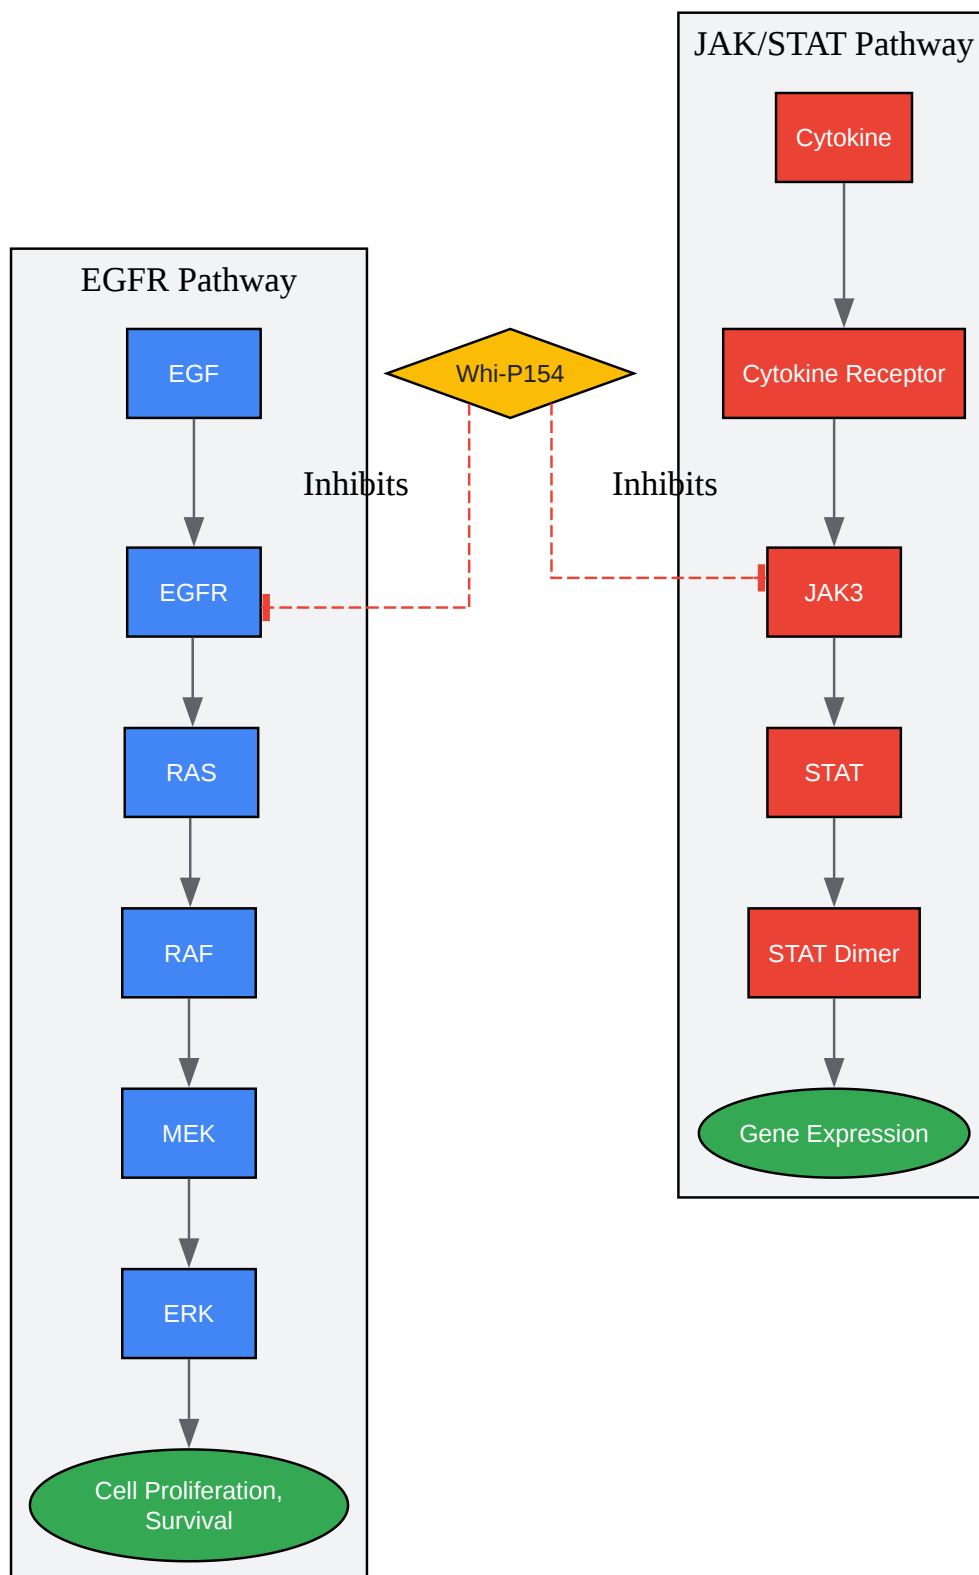 JAK/STAT Pathway
Cytokine
EGFR Pathway
EGF
Whi-P154
Cytokine Receptor
Inhibits
Inhibits
EGFR
JAK3
RAS
STAT
RAF
STAT Dimer
MEK
Gene Expression
ERK
Cell Proliferation,
Survival